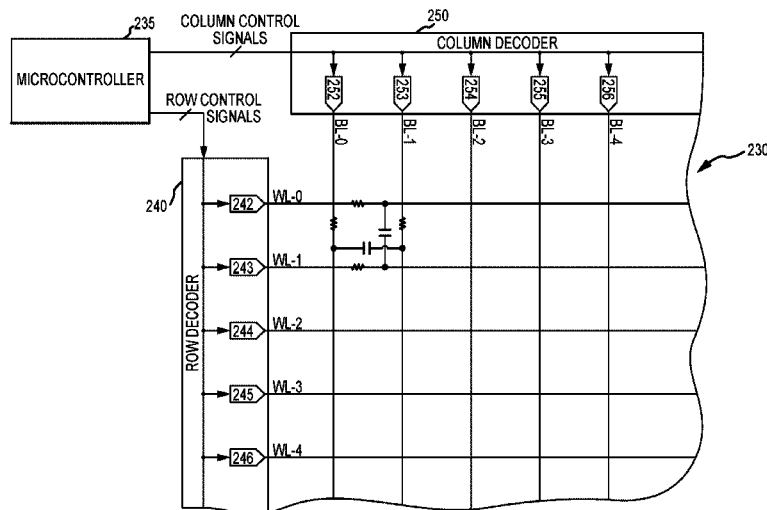 235
COLUMN CONTROL
SIGNALS
250
COLUMN DECODER
MICROCONTROLLER
ROW CONTROL
SIGNALS
252
253
254
255
256
BL-0
BL-1
BL-2
BL-3
BL-4
230
240
ROW DECODER
242
WL-0
243
WL-1
244
WL-2
245
WL-3
246
WL-4